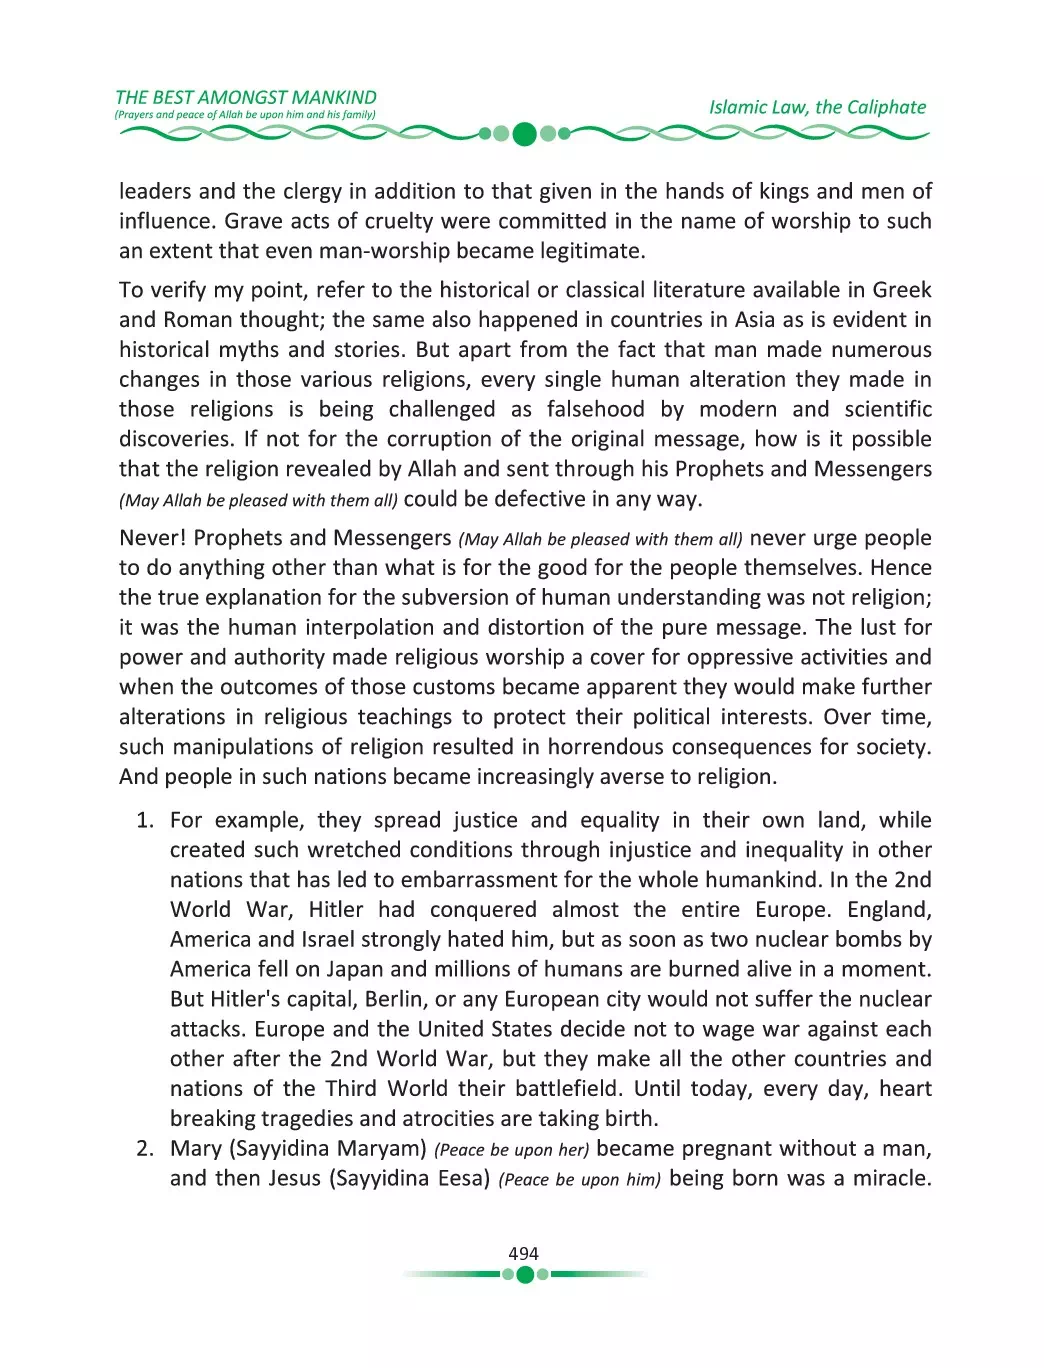 THE BEST AMONGST MANKIND
(Prayers and peace of Allah be upon him and his family)
Islamic Law, the Caliphate
leaders and the clergy in addition to that given in the hands of kings and men of
influence. Grave acts of cruelty were committed in the name of worship to such
an extent that even man-worship became legitimate.
To verify my point, refer to the historical or classical literature available in Greek
and Roman thought; the same also happened in countries in Asia as is evident in
historical myths and stories. But apart from the fact that man made numerous
changes in those various religions, every single human alteration they made in
those religions is being challenged as falsehood by modern and scientific
discoveries. If not for the corruption of the original message, how is it possible
that the religion revealed by Allah and sent through his Prophets and Messengers
(May Allah be pleased with them all) could be defective in any way.
Never! Prophets and Messengers (May Allah be pleased with them all) never urge people
to do anything other than what is for the good for the people themselves. Hence
the true explanation for the subversion of human understanding was not religion;
it was the human interpolation and distortion of the pure message. The lust for
power and authority made religious worship a cover for oppressive activities and
when the outcomes of those customs became apparent they would make further
alterations in religious teachings to protect their political interests. Over time,
such manipulations of religion resulted in horrendous consequences for society.
And people in such nations became increasingly averse to religion.
1. For example, they spread justice and equality in their own land, while
created such wretched conditions through injustice and inequality in other
nations that has led to embarrassment for the whole humankind. In the 2nd
World War, Hitler had conquered almost the entire Europe. England,
America and Israel strongly hated him, but as soon as two nuclear bombs by
America fell on Japan and millions of humans are burned alive in a moment.
But Hitler's capital, Berlin, or any European city would not suffer the nuclear
attacks. Europe and the United States decide not to wage war against each
other after the 2nd World War, but they make all the other countries and
nations of the Third World their battlefield. Until today, every day, heart
breaking tragedies and atrocities are taking birth.
2. Mary (Sayyidina Maryam) (Peace be upon her) became pregnant without a man,
and then Jesus (Sayyidina Eesa) (Peace be upon him) being born was a miracle.
494